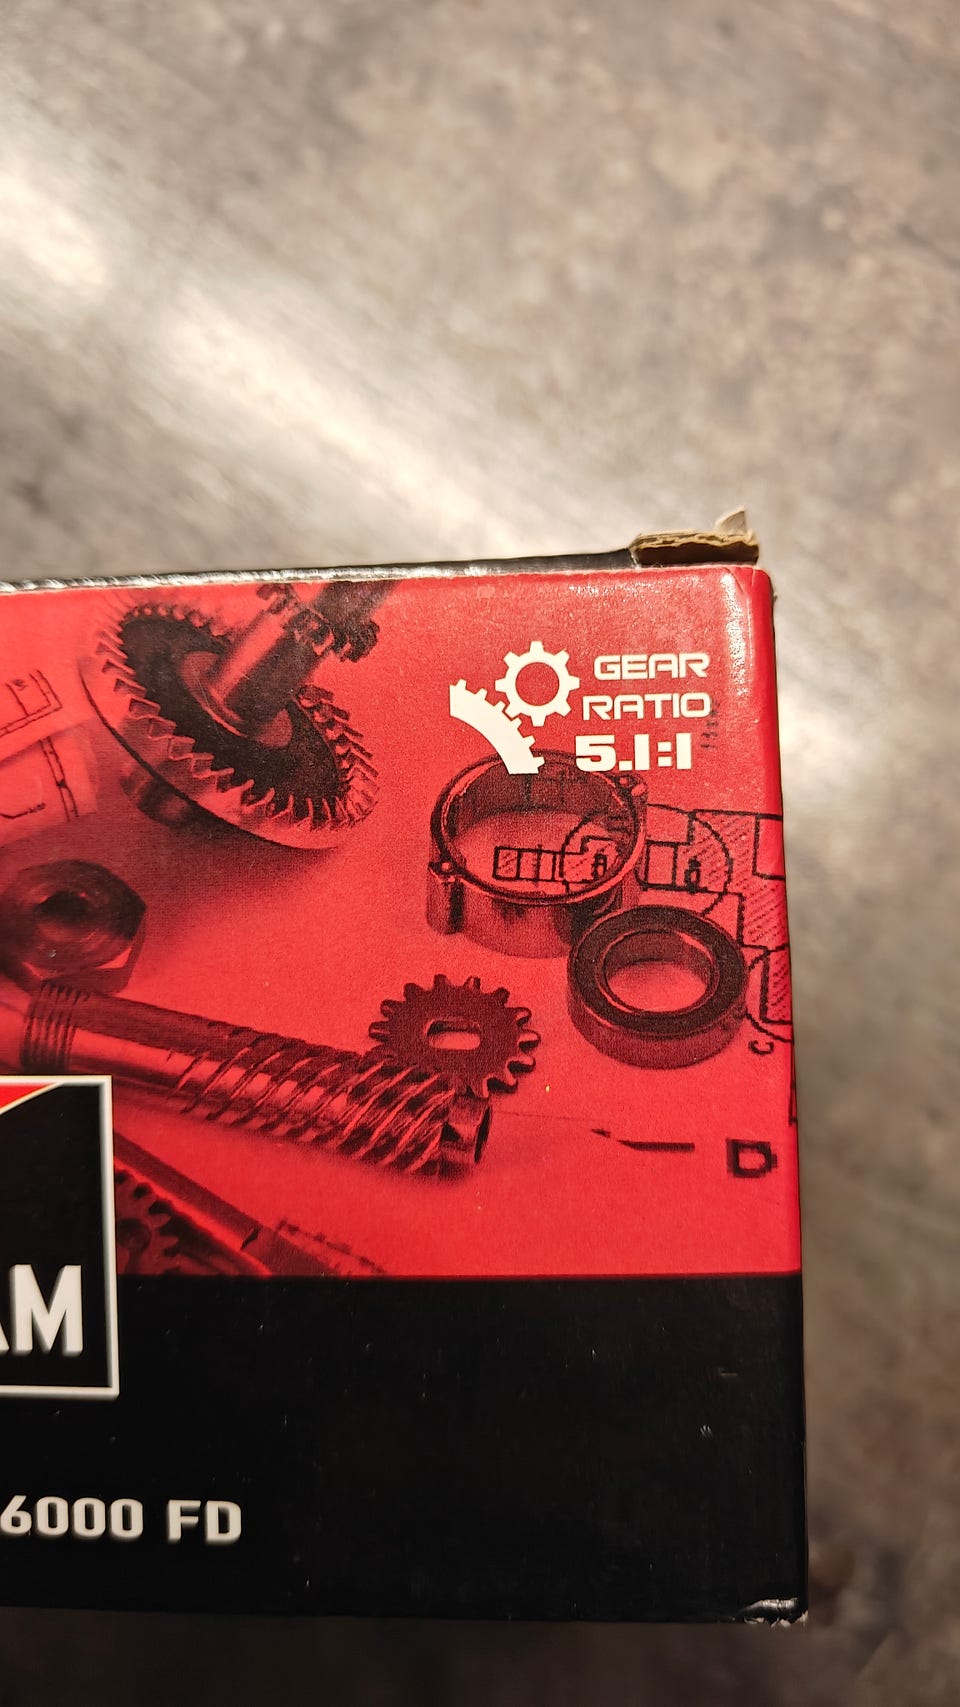 GEAR
RATIO
5.1:1
C
D
AM
6000 FD